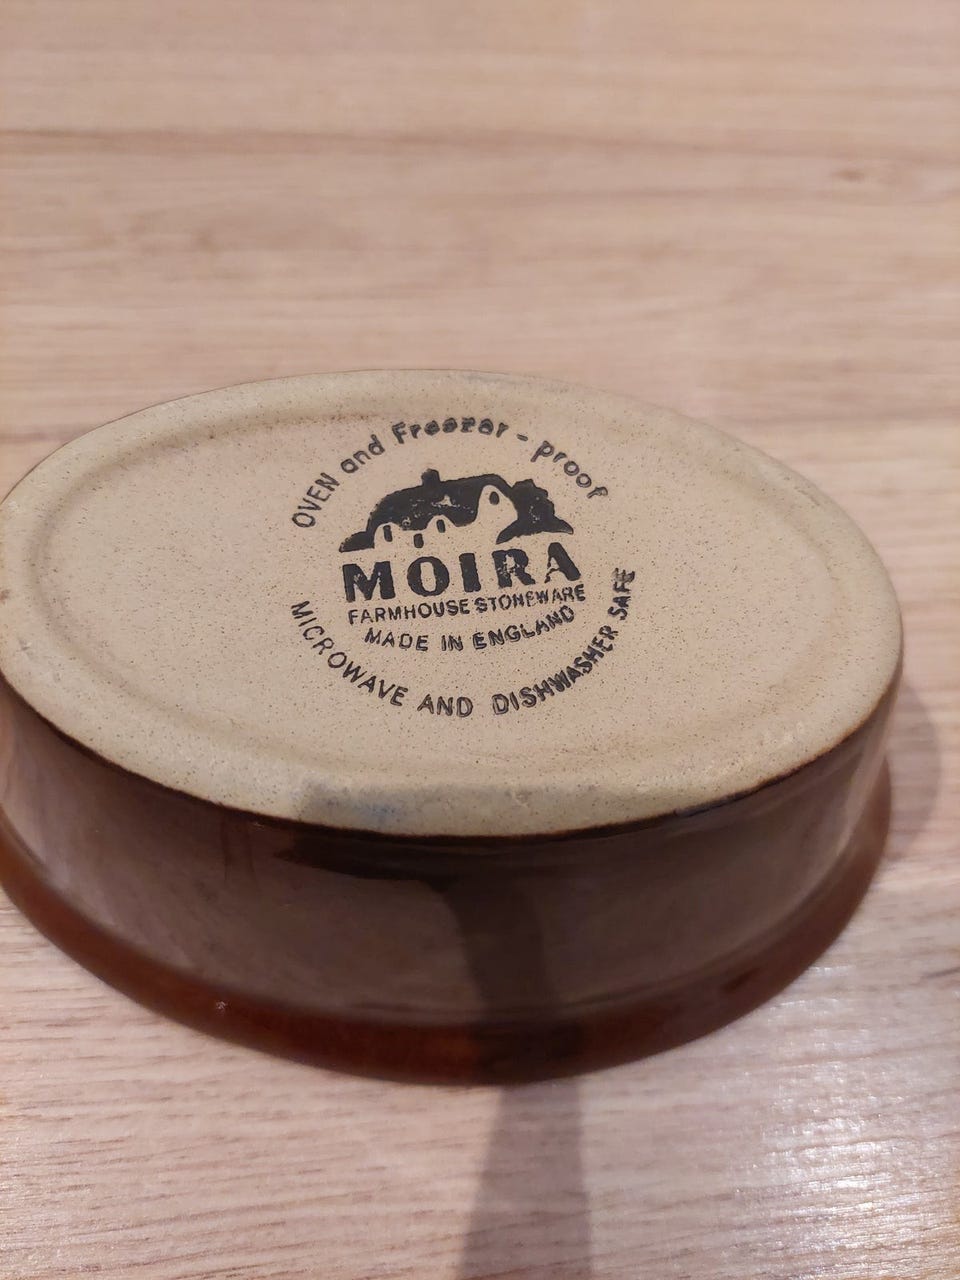 OVEN and Freezer - proof
MOIRA
FARMHOUSE STONEWARE
MADE IN ENGLAND
MICROWAVE AND DISHWASHER SAFE